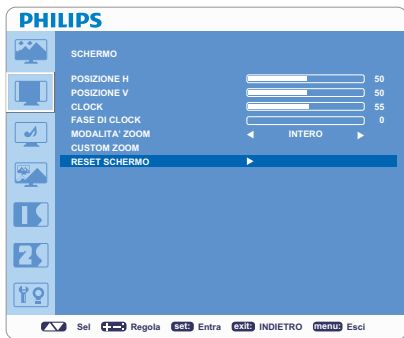 PHILIPS
SCHERMO
POSIZIONE H 50
POSIZIONE V 50
CLOCK 55
FASE DI CLOCK 0
MODALITA' ZOOM INTERO
CUSTOM ZOOM
RESET SCHERMO
Sel Regola set: Entra exit: INDIETRO menu: Esci